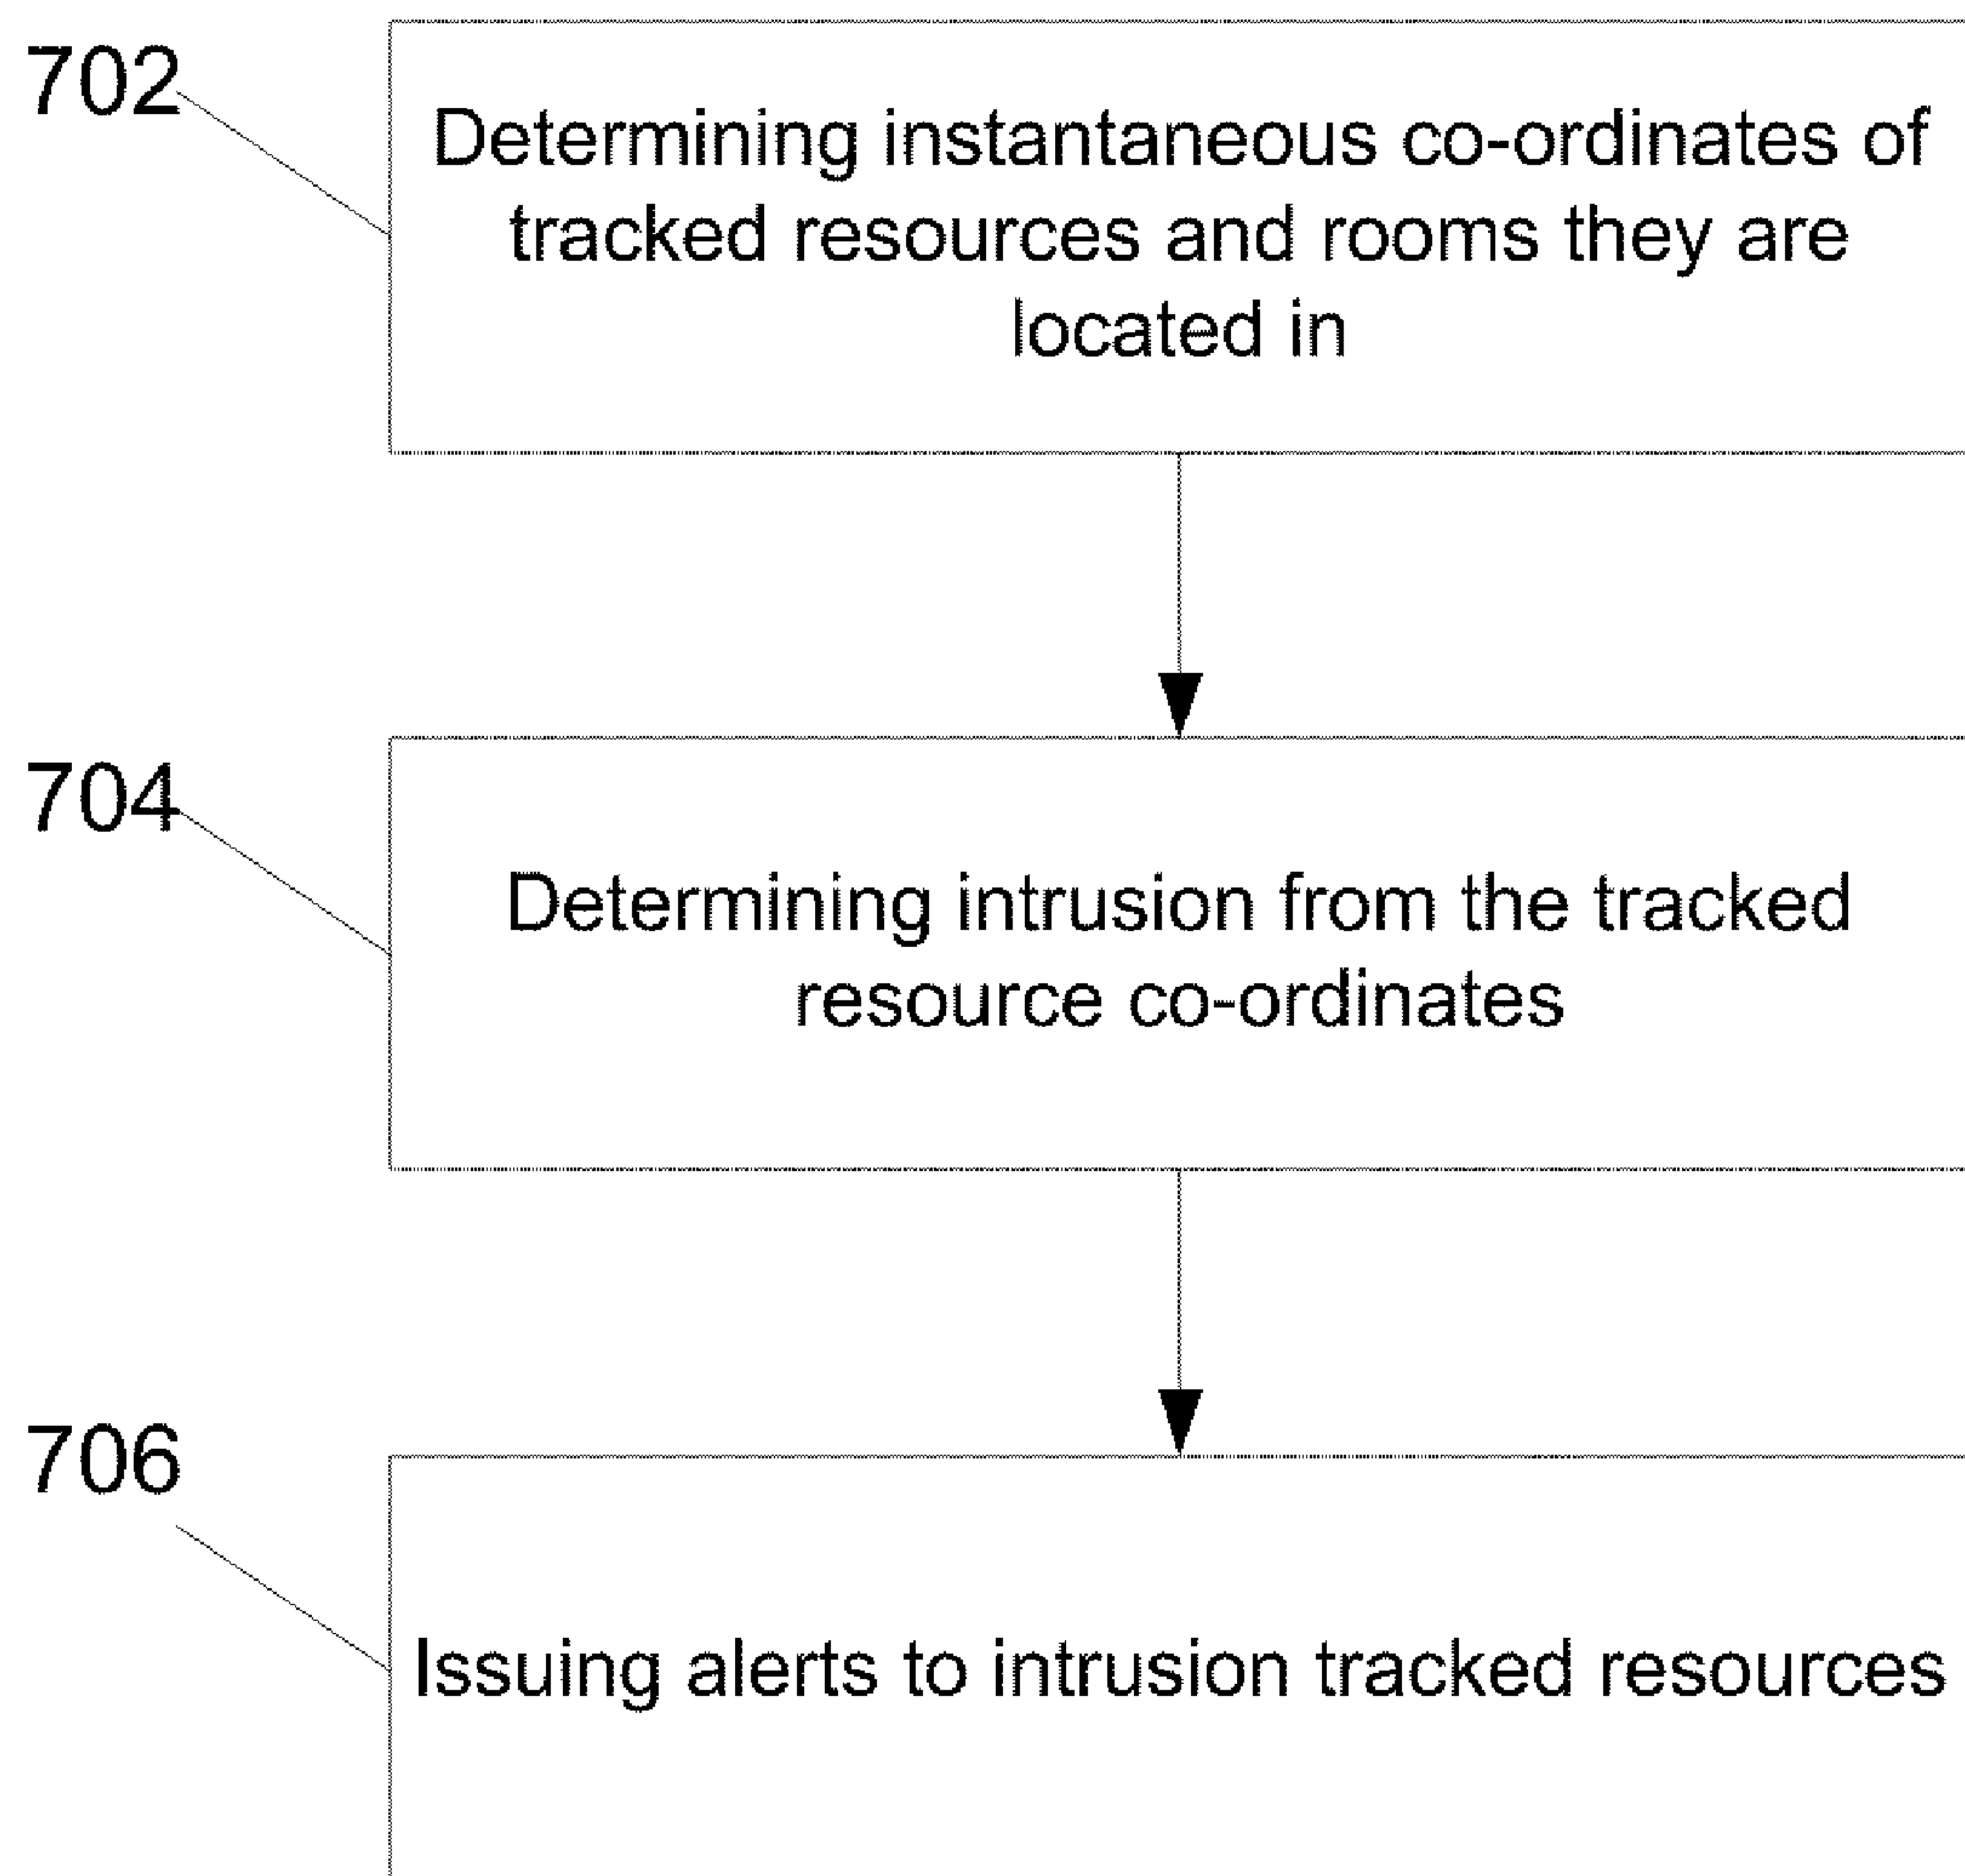 702
Determining instantaneous co-ordinates of
tracked resources and rooms they are
located in
704
Determining intrusion from the tracked
resource co-ordinates
706
Issuing alerts to intrusion tracked resources